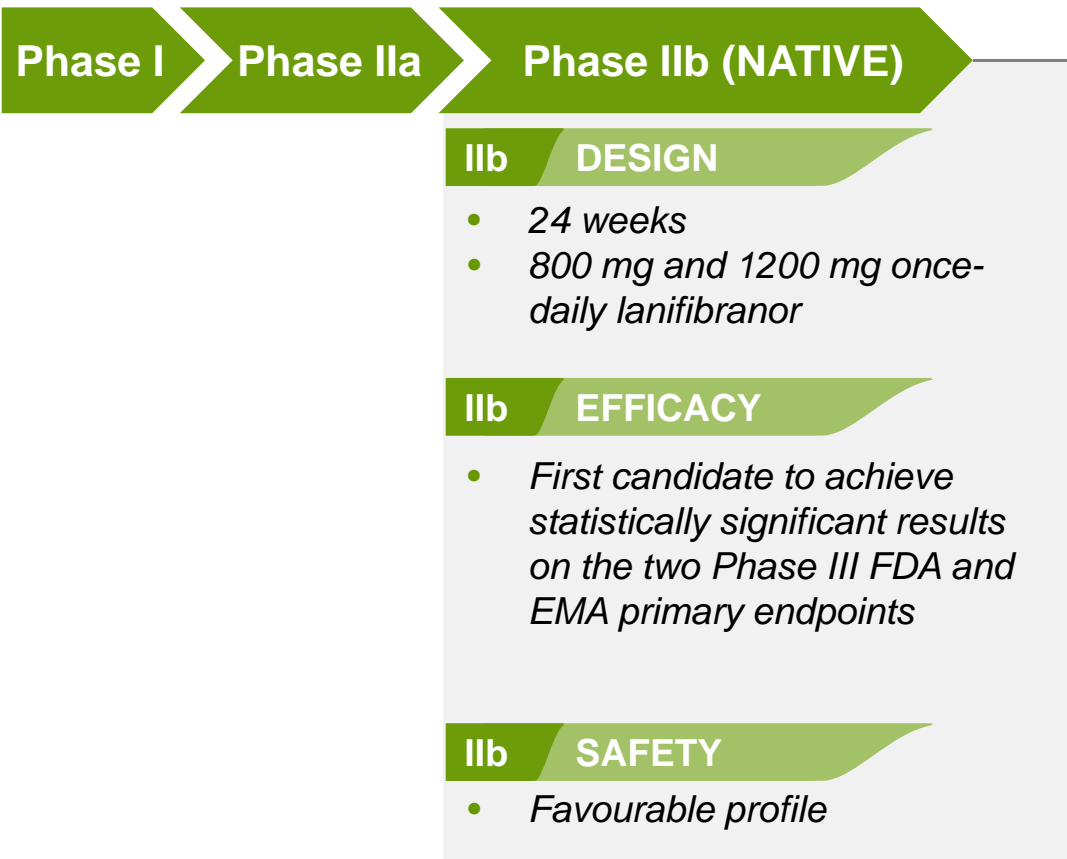 Phase I
Phase IIa
Phase IIb (NATIVE)
IIb DESIGN
• 24 weeks
• 800 mg and 1200 mg once-
daily lanifibranor
IIb EFFICACY
• First candidate to achieve
statistically significant results
on the two Phase III FDA and
EMA primary endpoints
IIb SAFETY
• Favourable profile